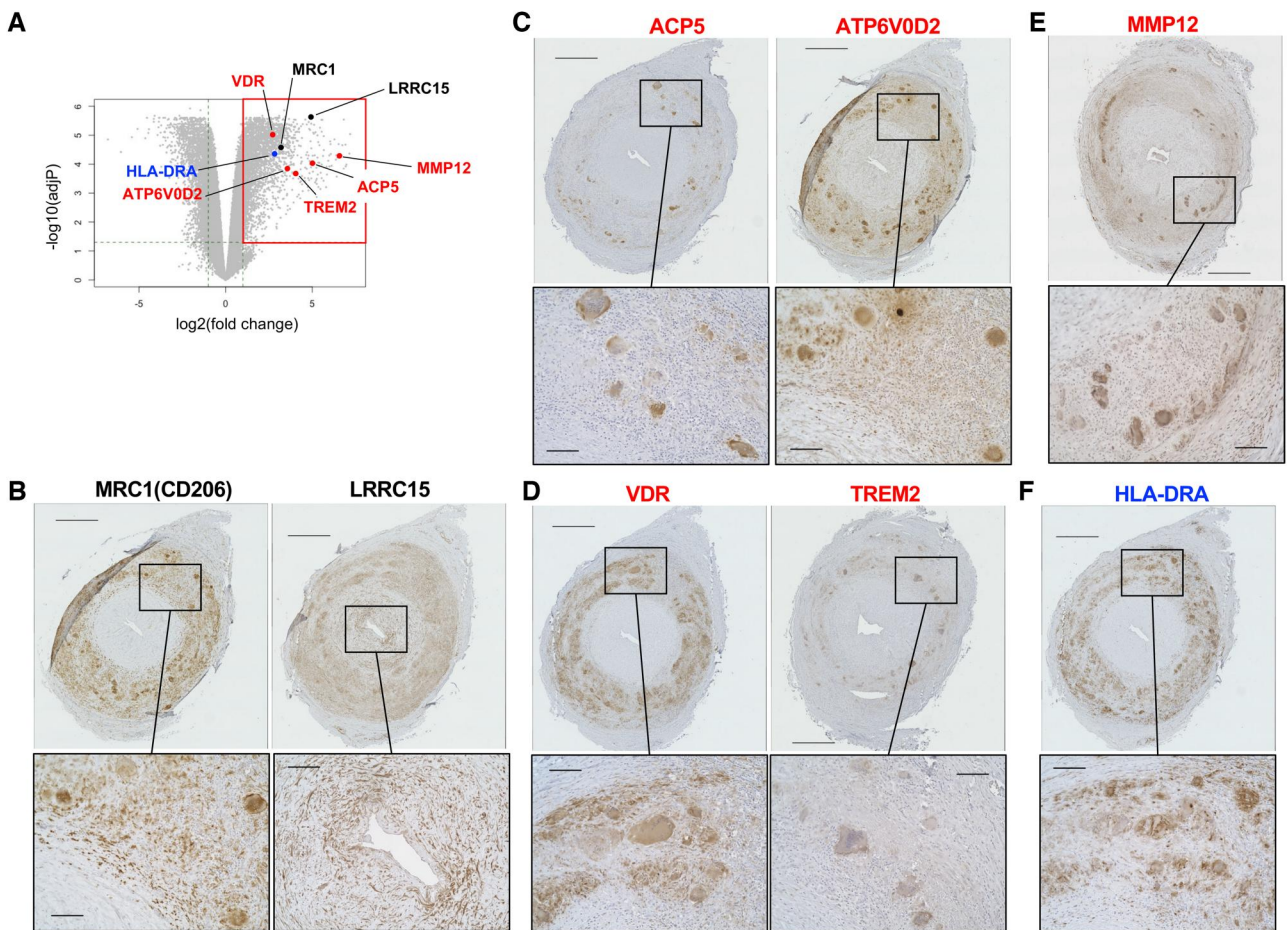 A
VDR
MRC1
LRRC15
HLA-DRA
ATP6V0D2
MMP12
ACP5
TREM2
-log10(adjP)
6
5
4
3
2
1
0
-5
0
5
log2(fold change)
B
MRC1(CD206)
LRRC15
C
ACP5
ATP6V0D2
D
VDR
TREM2
E
MMP12
F
HLA-DRA